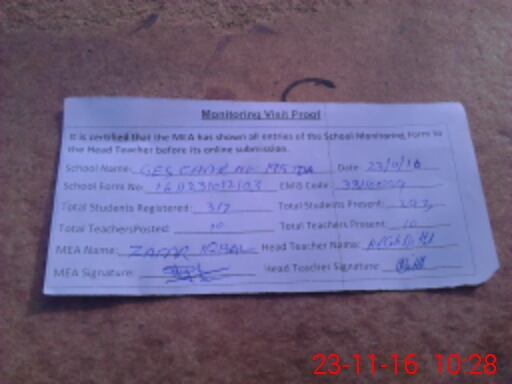 Monitoring Visit Proof
It is certified that the MEA has shown all entries of the School Monitoring Form to
the Head Teacher before its online submission.
School Name: GES Date: 23/11/16
School Form No: EMIS Code:
Total Students Registered: 317 Total Students Present:
Total Teachers Posted: 10 Total Teachers Present: 10
MEA Name: ZAFAR IQBAL Head Teacher Name:
MEA Signature: Head Teacher Signature:
23-11-16 10:28